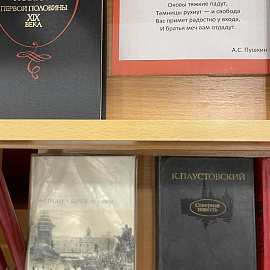 ПЕРВОЙ ПОЛОВИНЫ
XIX
ВЕКА
Оковы тяжкие падут,
Темницы рухнут — и свобода
Вас примет радостно у входа,
И братья меч вам отдадут.
А.С. Пушкин
К.ПАУСТОВСКИЙ
Северная
повесть